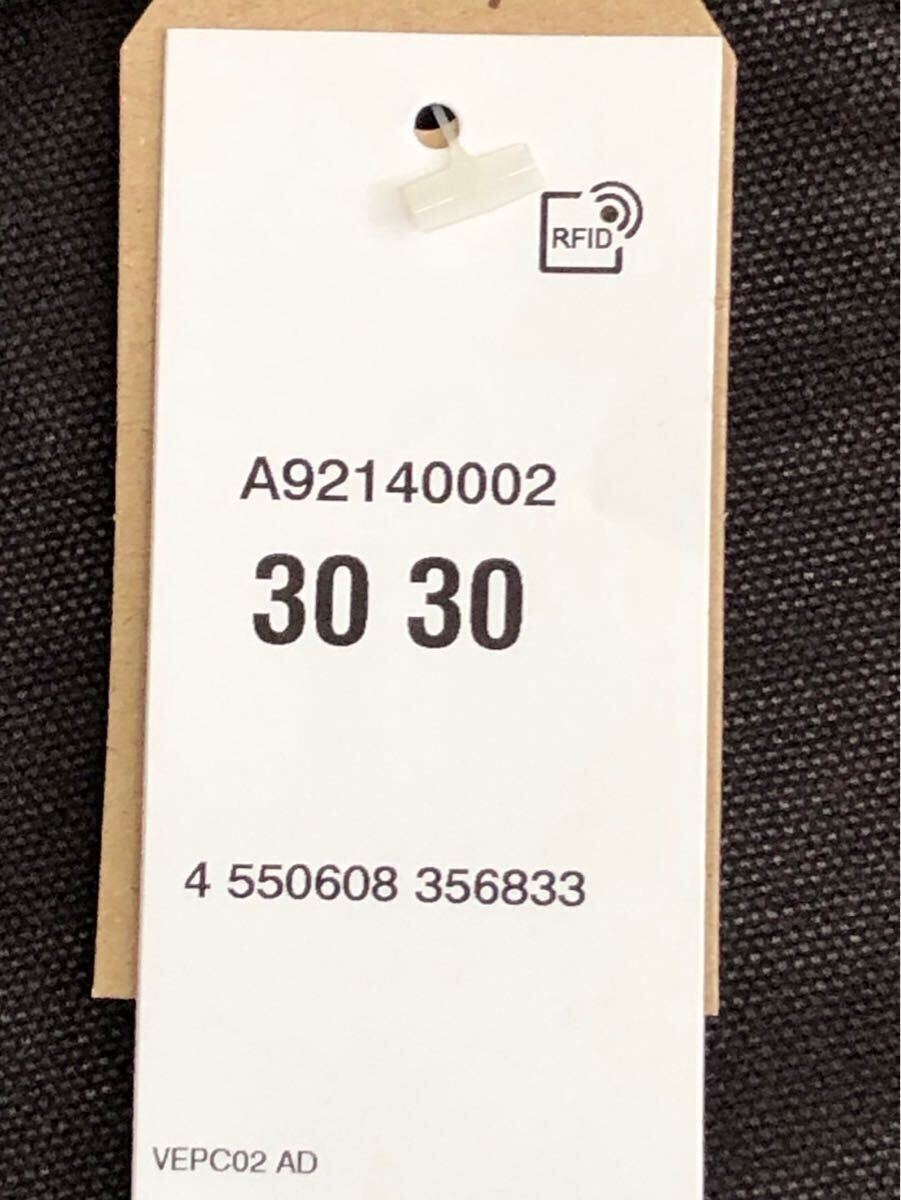 RFID
A92140002
30 30
4 550608 356833
VEPC02 AD